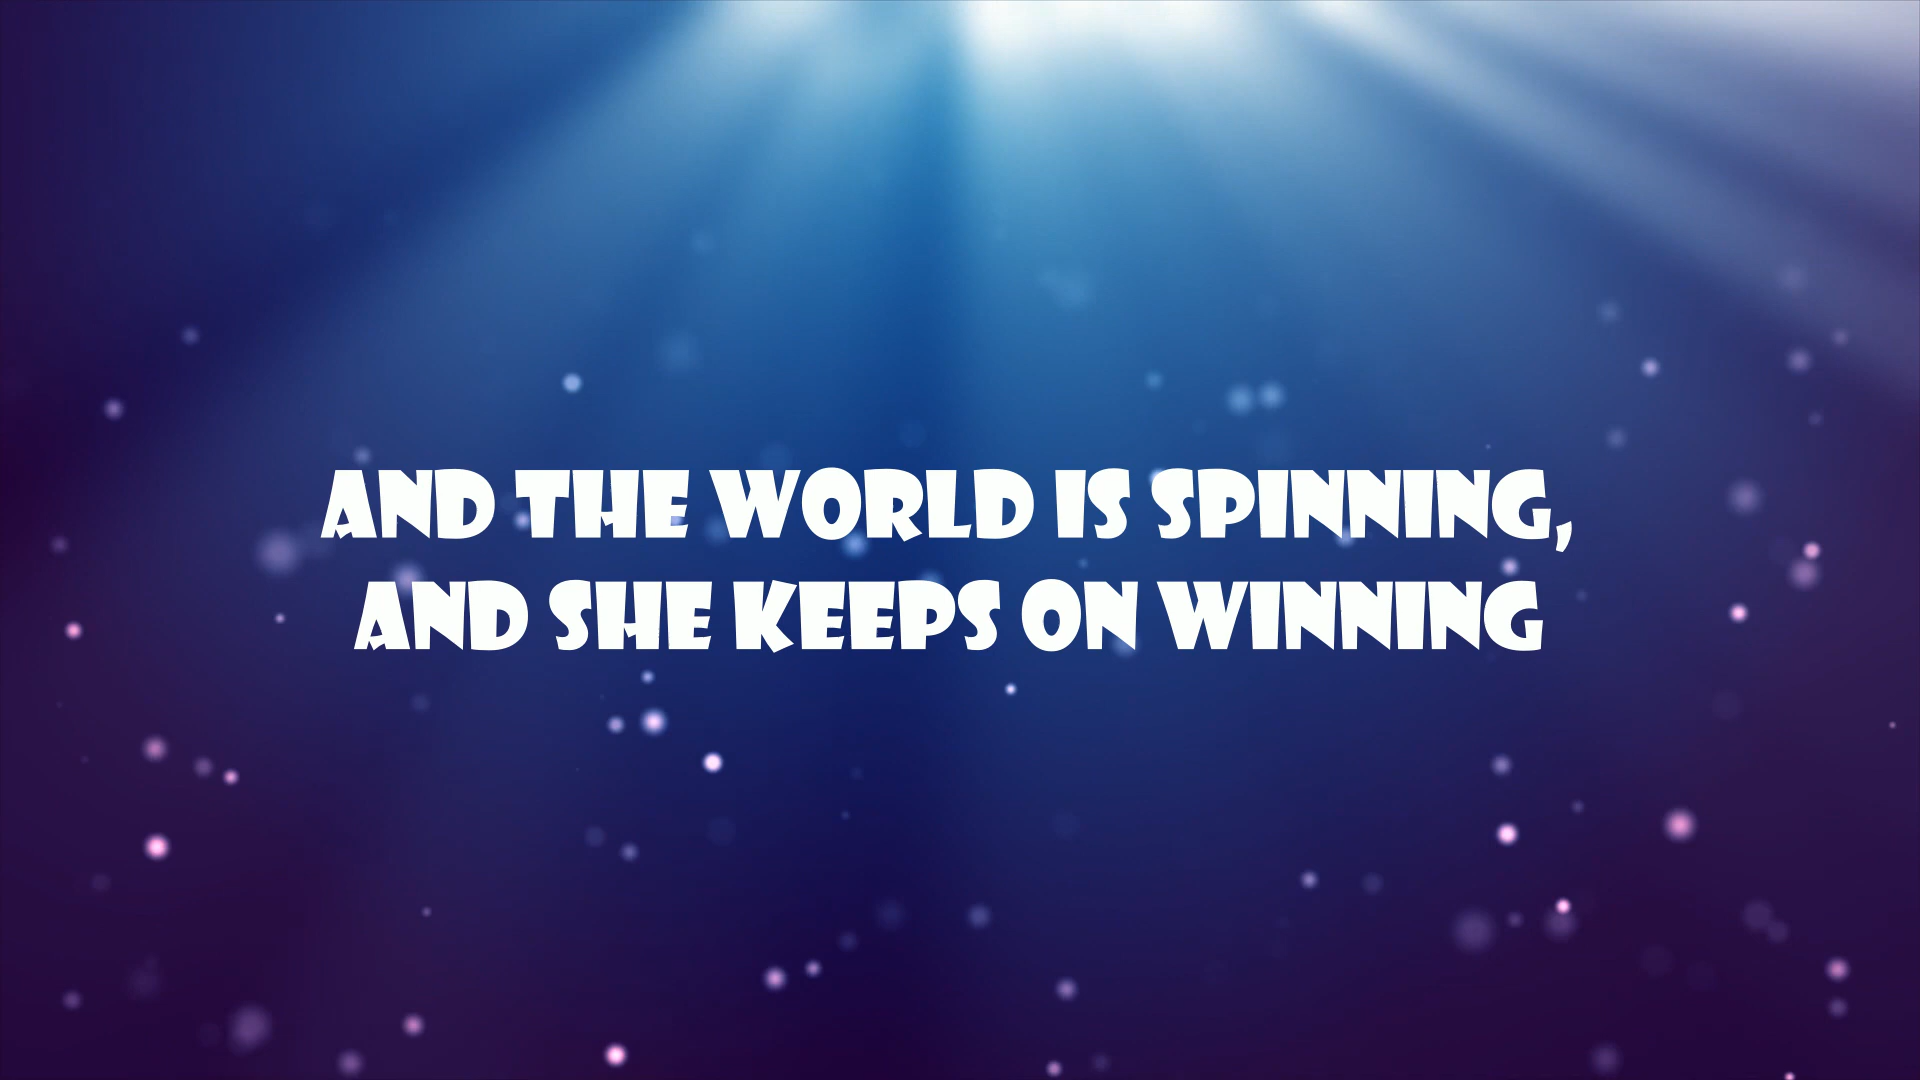 AND THE WORLD IS SPINNING,
AND SHE KEEPS ON WINNING